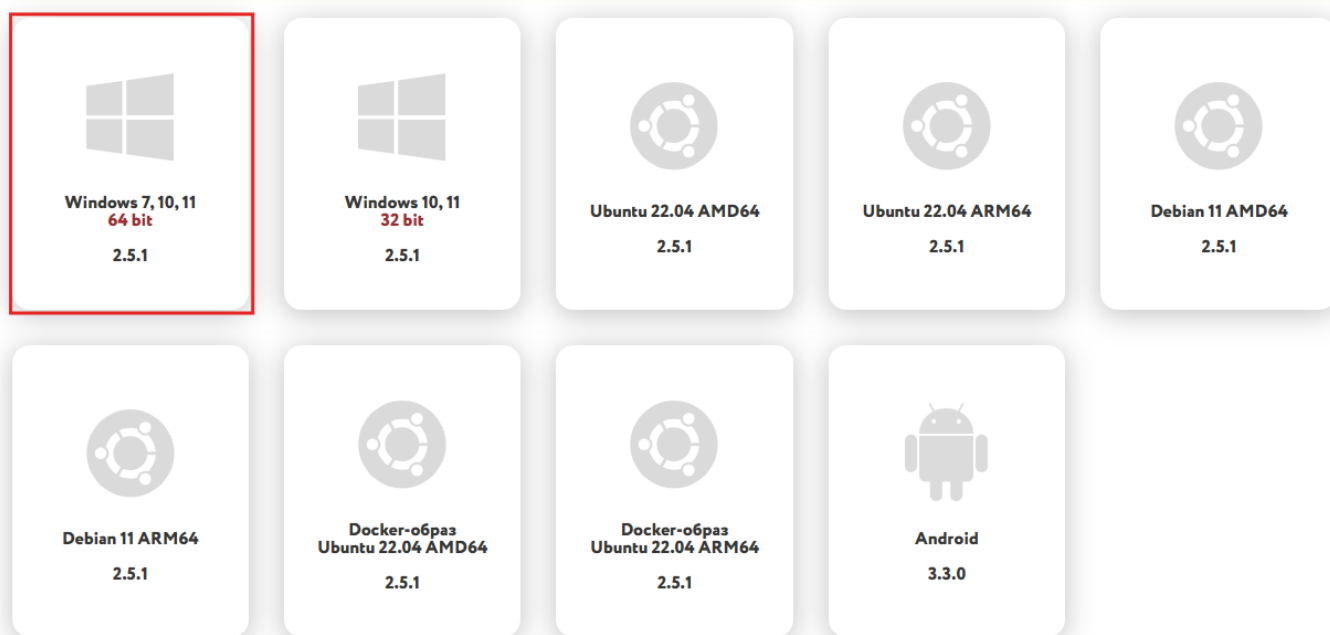 Windows 7, 10, 11
64 bit
2.5.1
Windows 10, 11
32 bit
2.5.1
Ubuntu 22.04 AMD64
2.5.1
Ubuntu 22.04 ARM64
2.5.1
Debian 11 AMD64
2.5.1
Debian 11 ARM64
2.5.1
Docker-образ
Ubuntu 22.04 AMD64
2.5.1
Docker-образ
Ubuntu 22.04 ARM64
2.5.1
Android
3.3.0